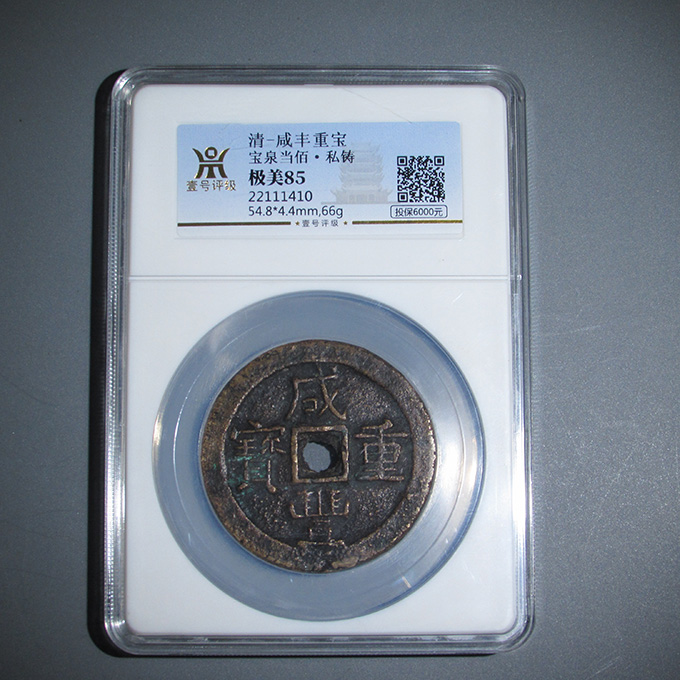 清-咸丰重宝
宝泉当佰·私铸
极美85
22111410
54.8*4.4mm,66g
壹号评级
投保6000元
★壹号评级★
咸
寶 重
豐